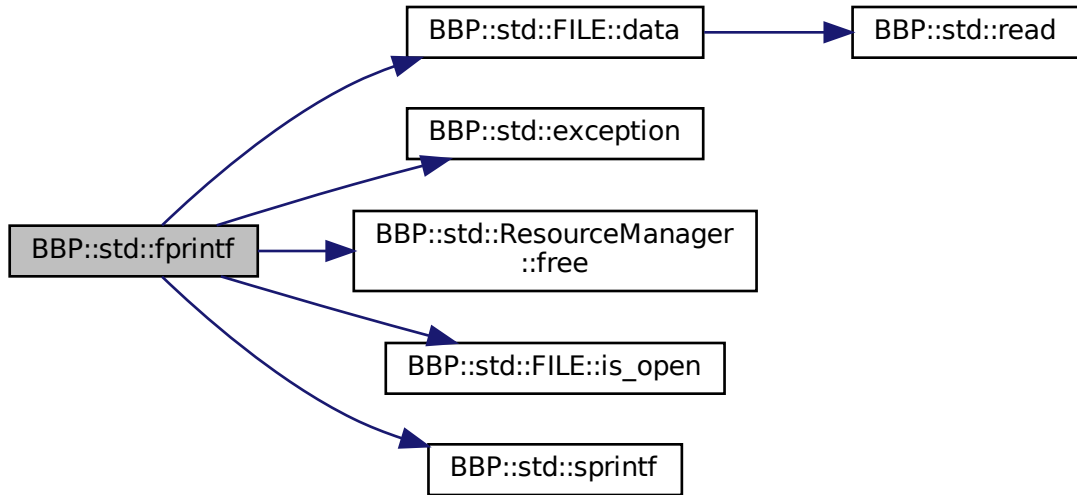 BBP::std::FILE::data
BBP::std::read
BBP::std::exception
BBP::std::fprintf
BBP::std::ResourceManager
::free
BBP::std::FILE::is_open
BBP::std::sprintf